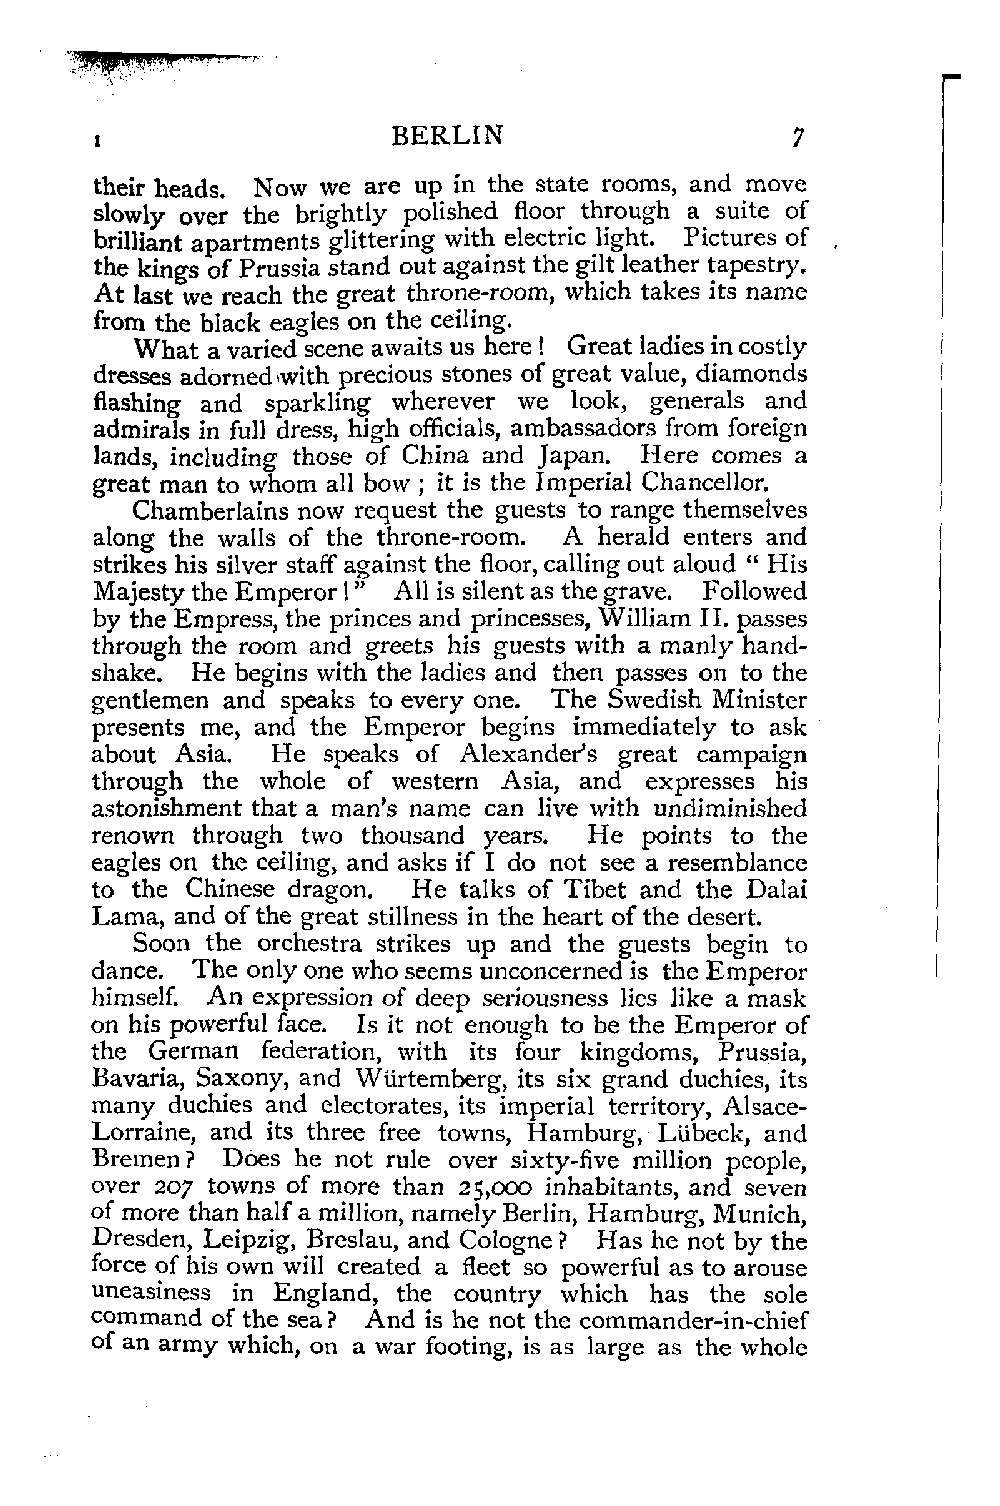 I BERLIN 7
their heads. Now we are up in the state rooms, and move
slowly over the brightly polished floor through a suite of
brilliant apartments glittering with electric light. Pictures of
the kings of Prussia stand out against the gilt leather tapestry.
At last we reach the great throne-room, which takes its name
from the black eagles on the ceiling.
What a varied scene awaits us here ! Great ladies in costly
dresses adorned with precious stones of great value, diamonds
flashing and sparkling wherever we look, generals and
admirals in full dress, high officials, ambassadors from foreign
lands, including those of China and Japan. Here comes a
great man to whom all bow ; it is the Imperial Chancellor.
Chamberlains now request the guests to range themselves
along the walls of the throne-room. A herald enters and
strikes his silver staff against the floor, calling out aloud “ His
Majesty the Emperor ! ” All is silent as the grave. Followed
by the Empress, the princes and princesses, William II. passes
through the room and greets his guests with a manly hand-
shake. He begins with the ladies and then passes on to the
gentlemen and speaks to every one. The Swedish Minister
presents me, and the Emperor begins immediately to ask
about Asia. He speaks of Alexander's great campaign
through the whole of western Asia, and expresses his
astonishment that a man's name can live with undiminished
renown through two thousand years. He points to the
eagles on the ceiling, and asks if I do not see a resemblance
to the Chinese dragon. He talks of Tibet and the Dalai
Lama, and of the great stillness in the heart of the desert.
Soon the orchestra strikes up and the guests begin to
dance. The only one who seems unconcerned is the Emperor
himself. An expression of deep seriousness lies like a mask
on his powerful face. Is it not enough to be the Emperor of
the German federation, with its four kingdoms, Prussia,
Bavaria, Saxony, and Würtemberg, its six grand duchies, its
many duchies and electorates, its imperial territory, Alsace-
Lorraine, and its three free towns, Hamburg, Lübeck, and
Bremen ? Does he not rule over sixty-five million people,
over 207 towns of more than 25,000 inhabitants, and seven
of more than half a million, namely Berlin, Hamburg, Munich,
Dresden, Leipzig, Breslau, and Cologne ? Has he not by the
force of his own will created a fleet so powerful as to arouse
uneasiness in England, the country which has the sole
command of the sea ? And is he not the commander-in-chief
of an army which, on a war footing, is as large as the whole